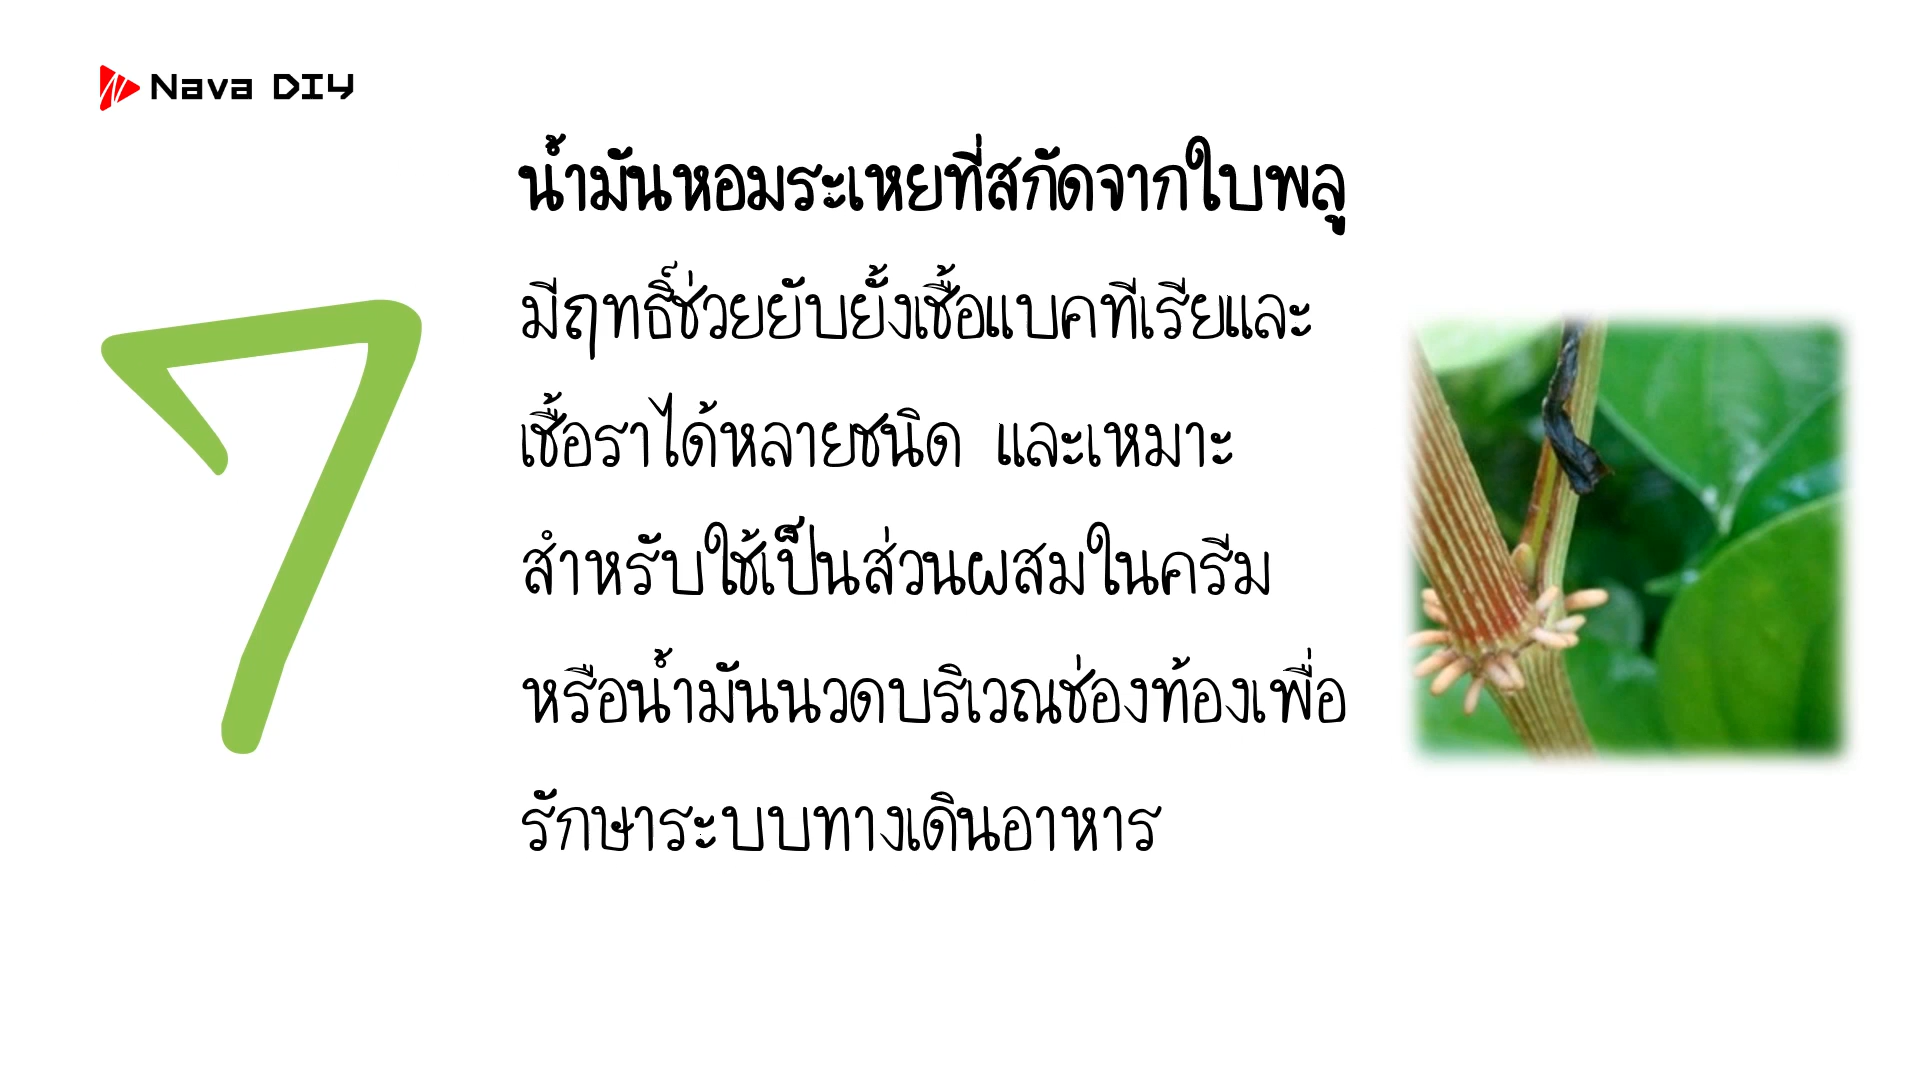 Nava DIY
7
น้ำมันหอมระเหยที่สกัดจากใบพลู
มีฤทธิ์ช่วยยับยั้งเชื้อแบคทีเรียและ
เชื้อราได้หลายชนิด และเหมาะ
สำหรับใช้เป็นส่วนผสมในครีม
หรือน้ำมันนวดบริเวณช่องท้องเพื่อ
รักษาระบบทางเดินอาหาร